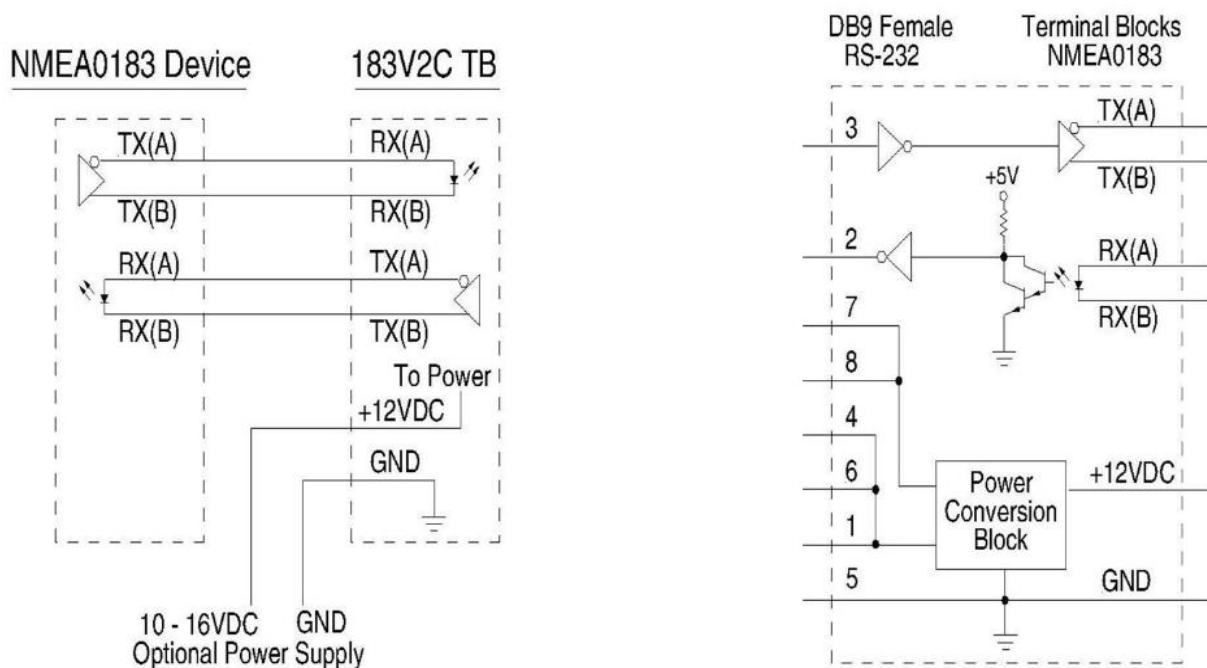 NMEA0183 Device
183V2C TB
TX(A)
RX(A)
TX(B)
RX(B)
RX(A)
TX(A)
RX(B)
TX(B)
To Power
+12VDC
GND
10 - 16VDC
GND
Optional Power Supply
DB9 Female
RS-232
Terminal Blocks
NMEA0183
3
TX(A)
TX(B)
+5V
2
RX(A)
RX(B)
7
8
4
6
1
Power
Conversion
Block
+12VDC
5
GND